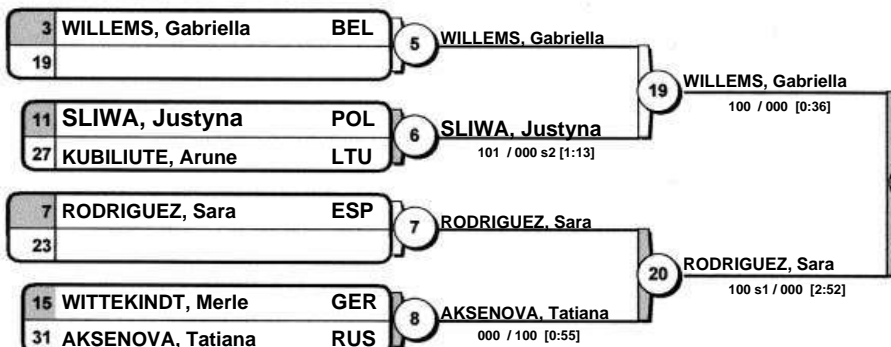 3 WILLEMS, Gabriella BEL
19
5
WILLEMS, Gabriella
11 SLIWA, Justyna POL
27 KUBILIUTE, Arune LTU
6
SLIWA, Justyna
101 / 000 s2 [1:13]
19
WILLEMS, Gabriella
100 / 000 [0:36]
7 RODRIGUEZ, Sara ESP
23
7
RODRIGUEZ, Sara
15 WITTEKINDT, Merle GER
31 AKSENOVA, Tatiana RUS
8
AKSENOVA, Tatiana
000 / 100 [0:55]
20
RODRIGUEZ, Sara
100 s1 / 000 [2:52]